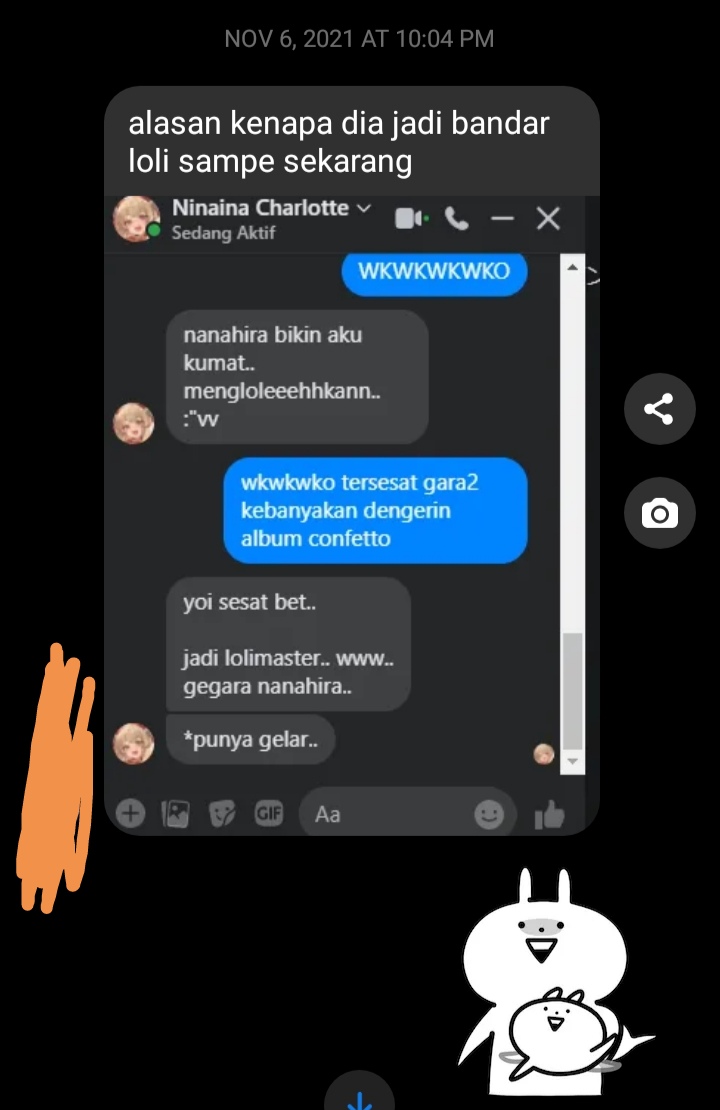 NOV 6, 2021 AT 10:04 PM
alasan kenapa dia jadi bandar
loli sampe sekarang
Ninaina Charlotte
Sedang Aktif
WKWKWKWKO
nanahira bikin aku
kumat..
mengloleeehhkann..
:"vv
wkwkwko tersesat gara2
kebanyakan dengerin
album confetto
yoi sesat bet..
jadi lolimaster.. www..
gegara nanahira..
*punya gelar..
GIF
Aa